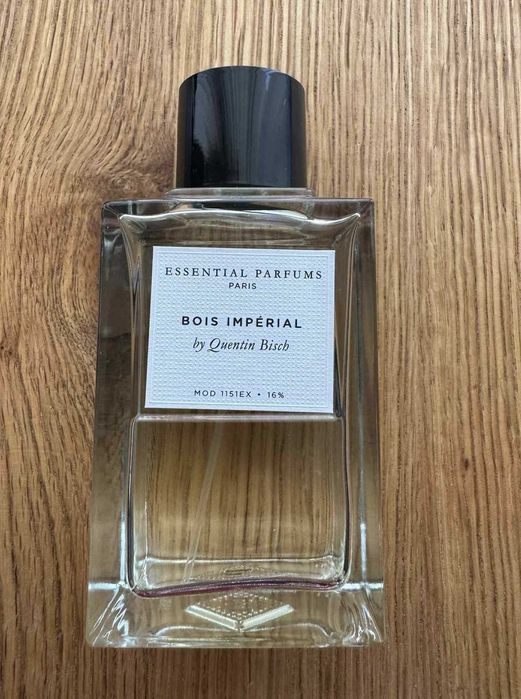 ESSENTIAL PARFUMS
PARIS
BOIS IMPÉRIAL
by Quentin Bisch
MOD 1151EX • 16%